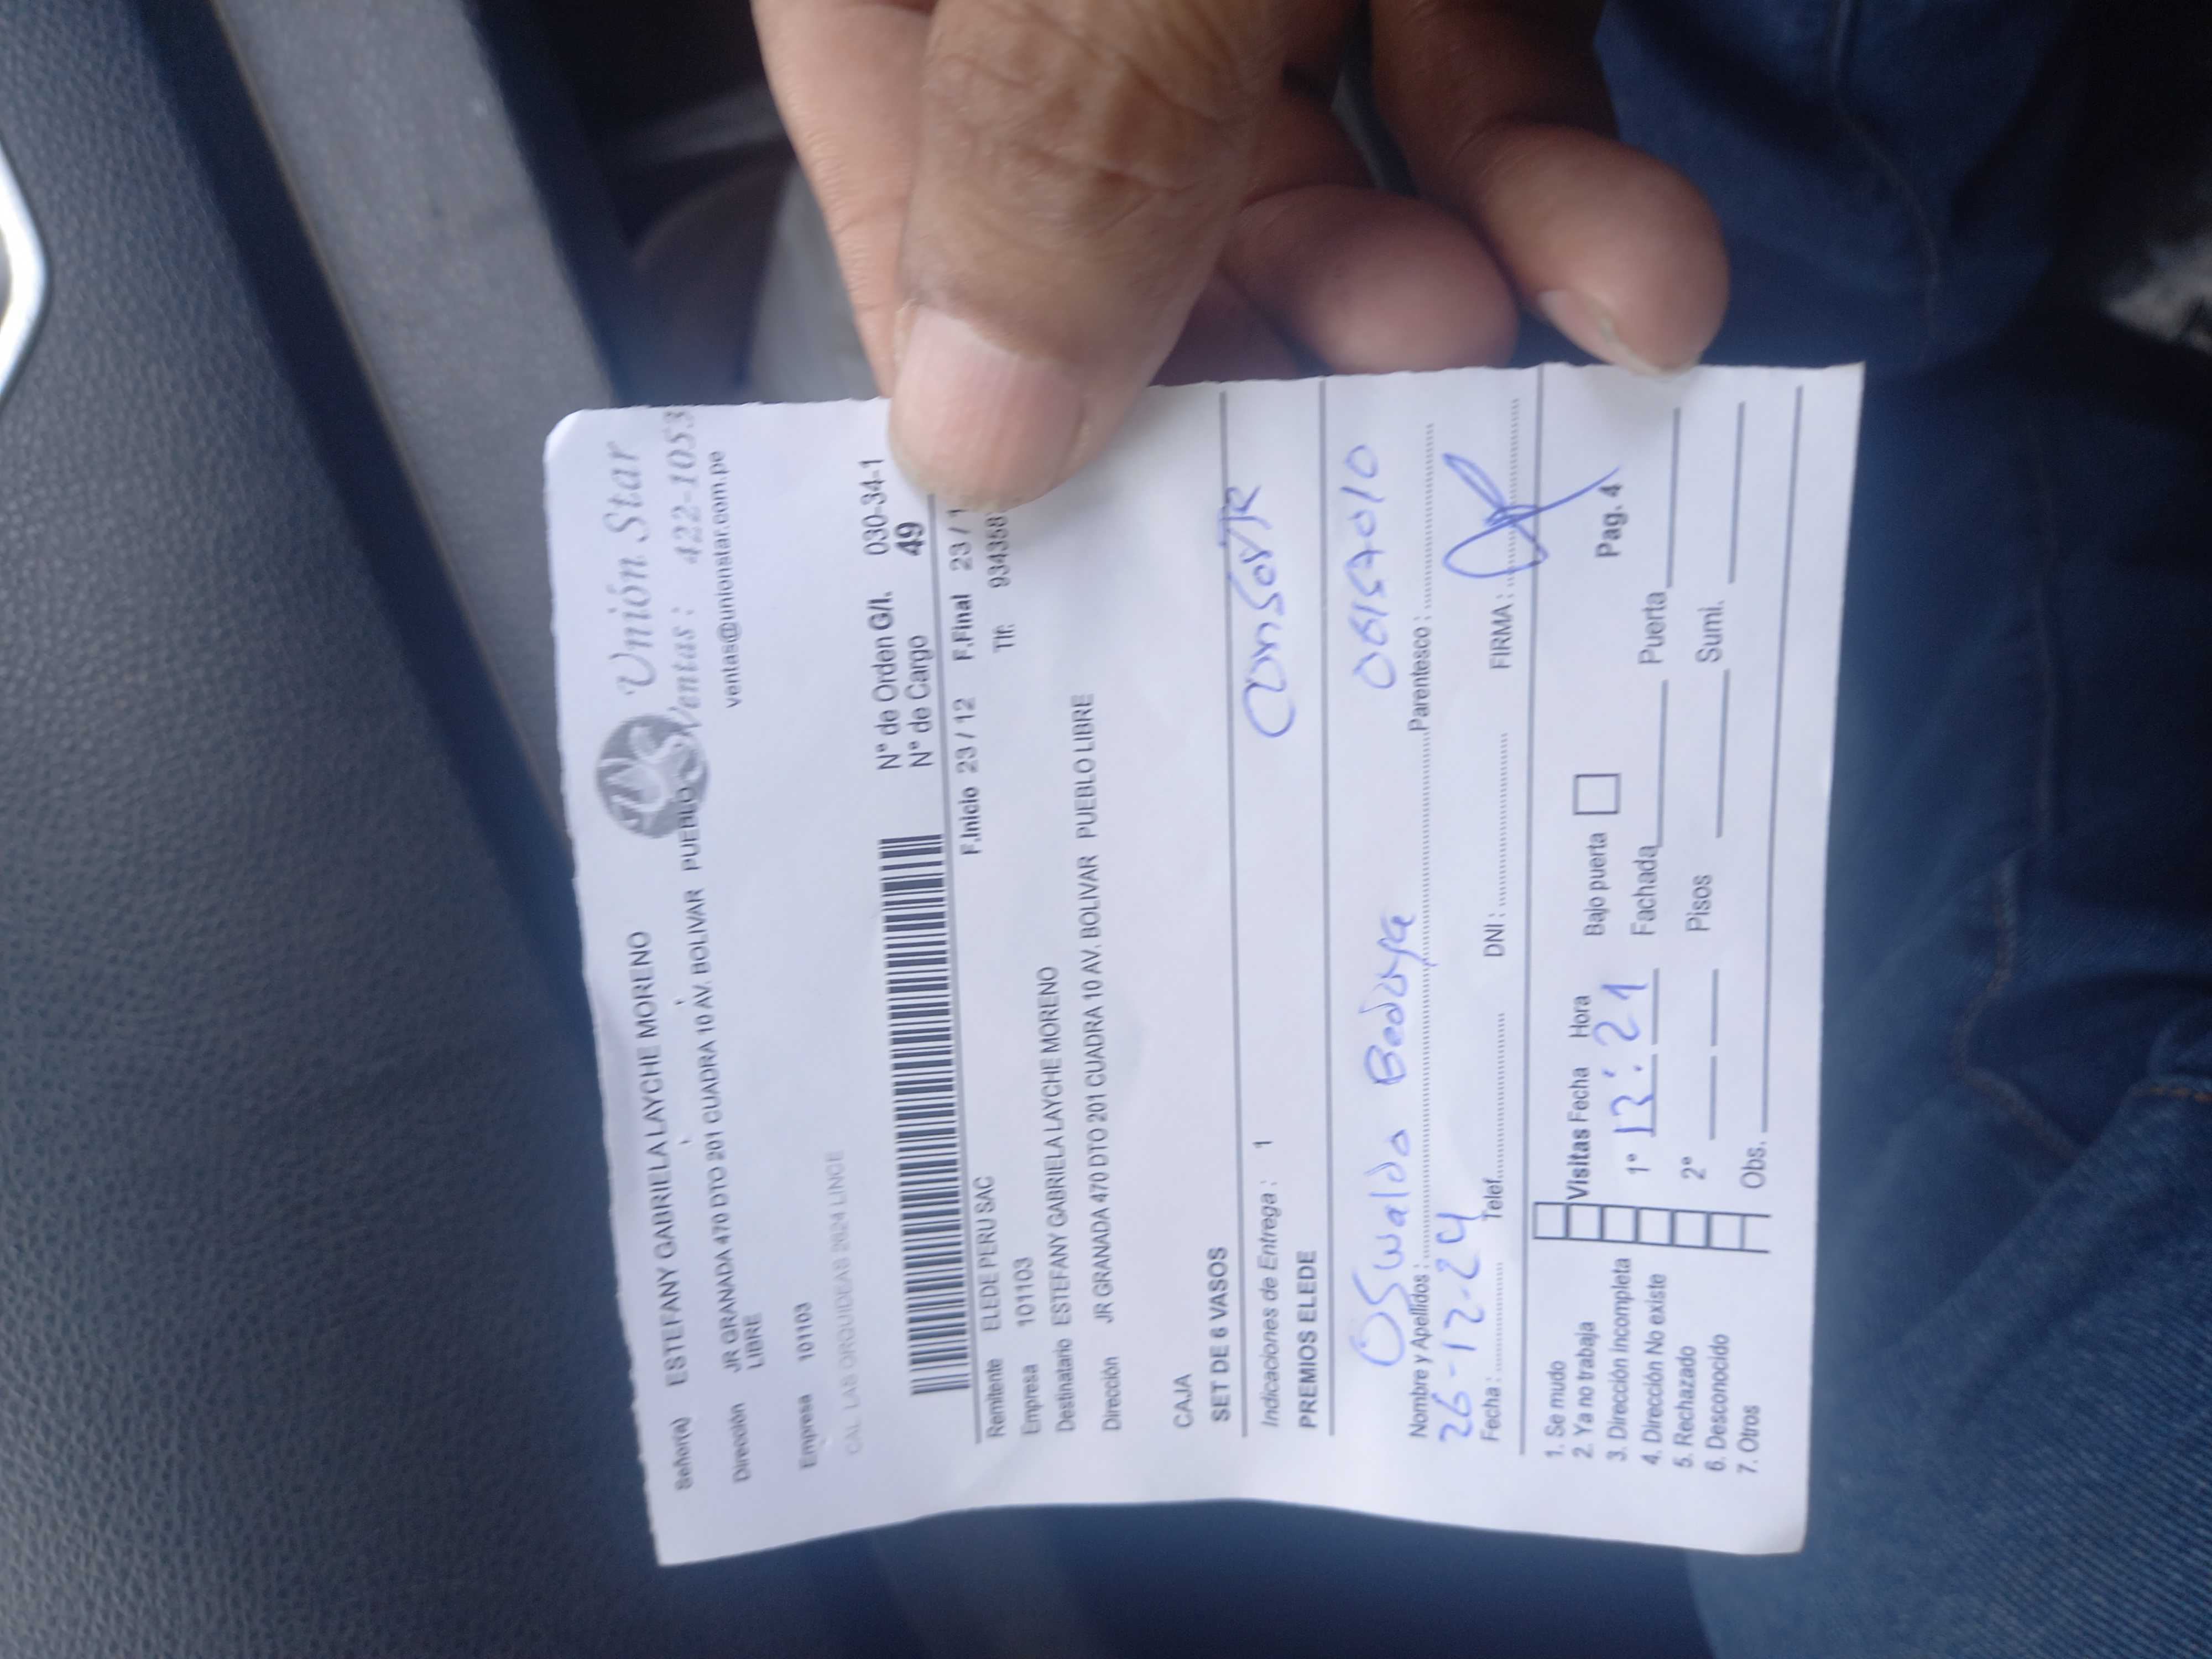 Unión Star
Ventas : 422-1053
ventas@unionstar.com.pe
Señor(a) ESTEFANY GABRIELA LAYCHE MORENO
Dirección JR GRANADA 470 DTO 201 CUADRA 10 AV. BOLIVAR PUEBLO
LIBRE
Empresa 101103
CAL LAS ORQUIDEAS 2624 LINCE
Nº de Orden G/I. 030-34-1
Nº de Cargo 49
F.Inicio 23 / 12 F.Final 23 /
Remitente ELEDE PERU SAC Tlf: 934358
Empresa 101103
Destinatario ESTEFANY GABRIELA LAYCHE MORENO
Dirección JR GRANADA 470 DTO 201 CUADRA 10 AV. BOLIVAR PUEBLO LIBRE
CAJA
SET DE 6 VASOS
Indicaciones de Entrega : 1
PREMIOS ELEDE
Oswaldo Bedoya 06157010
Nombre y Apellidos : Parentesco :
26-12-24
Fecha : Telef. DNI : FIRMA :
1. Se mudo
2. Ya no trabaja
3. Dirección incompleta
4. Dirección No existe
5. Rechazado
6. Desconocido
7. Otros
Visitas Fecha Hora Bajo puerta Pag. 4
1º 13:21 Fachada Puerta
2º Pisos Sumi.
Obs.